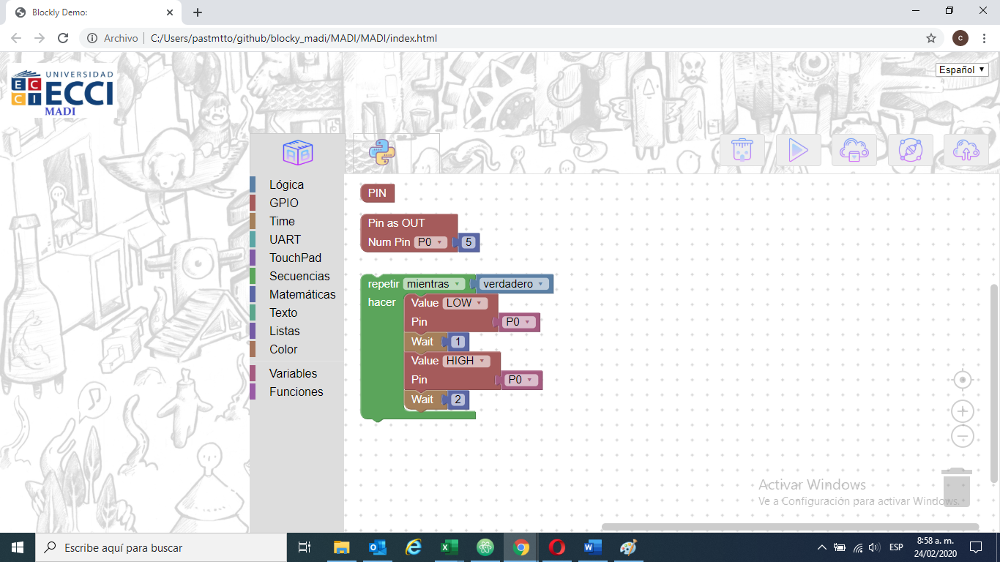 Blockly Demo:
Archivo
C:/Users/pastmtto/github/blocky_madi/MADI/MADI/index.html
c
UNIVERSIDAD
ECCI
ECCI
MADI
Español
AB
Lógica
GPIO
Time
UART
TouchPad
Secuencias
Matemáticas
Texto
Listas
Color
Variables
Funciones
PIN
Pin as OUT
Num Pin P0 5
repetir mientras verdadero
hacer Value LOW
Pin P0
Wait 1
Value HIGH
Pin P0
Wait 2
Activar Windows
Ve a Configuración para activar Windows.
Escribe aquí para buscar
ESP
8:58 a. m.
24/02/2020